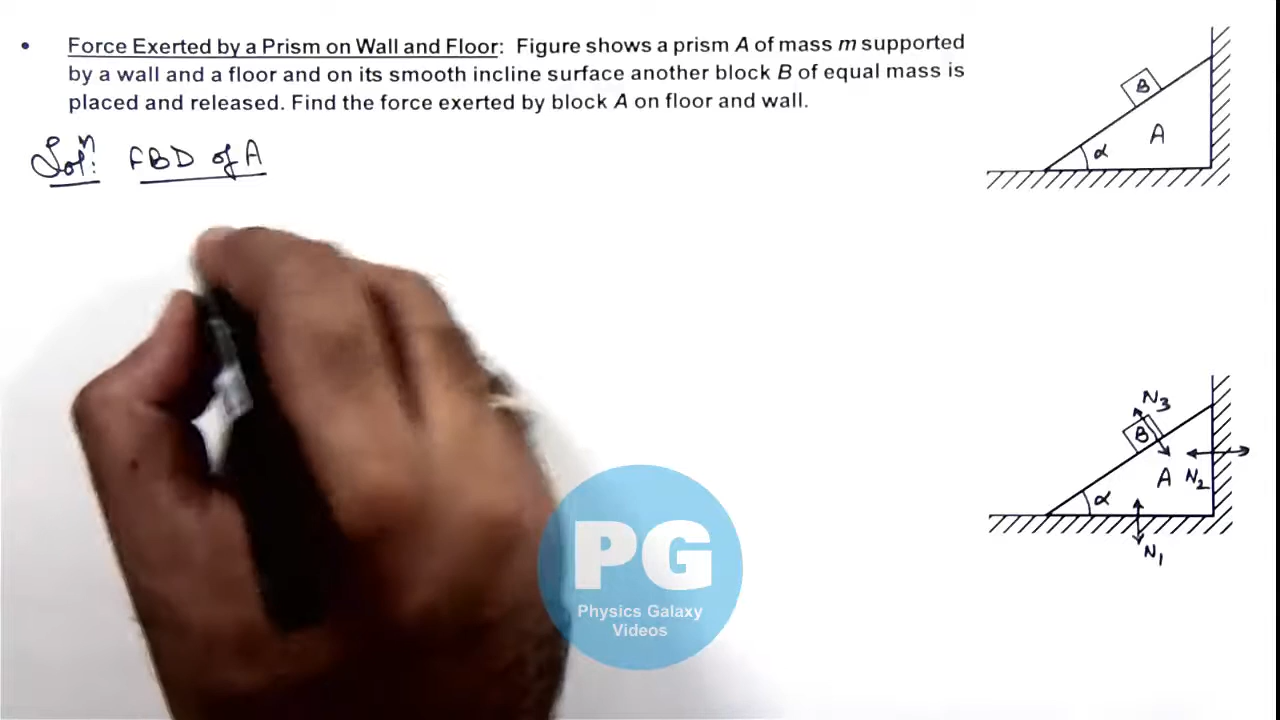 • Force Exerted by a Prism on Wall and Floor: Figure shows a prism A of mass m supported
by a wall and a floor and on its smooth incline surface another block B of equal mass is
placed and released. Find the force exerted by block A on floor and wall.
Solⁿ: FBD of A
B
A
α
N₃
B
A
N₂
α
N₁
PG
Physics Galaxy
Videos